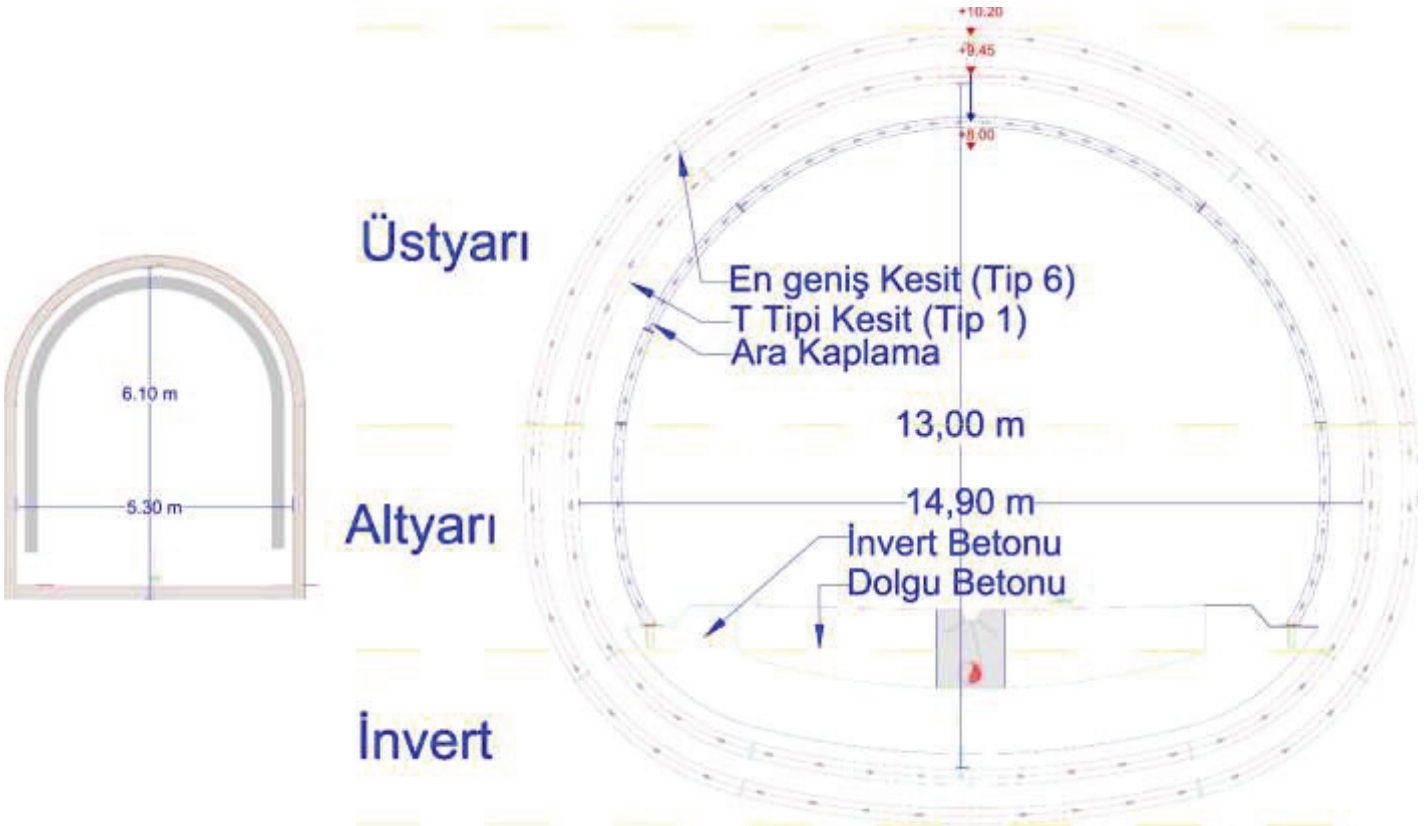 +10.20
+9.45
+8.00
Üstyarı
En geniş Kesit (Tip 6)
T Tipi Kesit (Tip 1)
Ara Kaplama
6.10 m
13,00 m
5.30 m
14,90 m
Altyarı
İnvert Betonu
Dolgu Betonu
İnvert